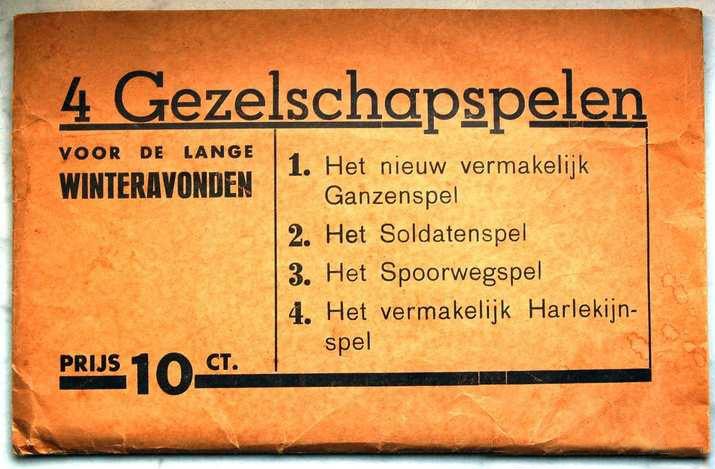 4 Gezelschapspelen
VOOR DE LANGE
WINTERAVONDEN
1. Het nieuw vermakelijk
Ganzenspel
2. Het Soldatenspel
3. Het Spoorwegspel
4. Het vermakelijk Harlekijn-
spel
PRIJS 10 CT.